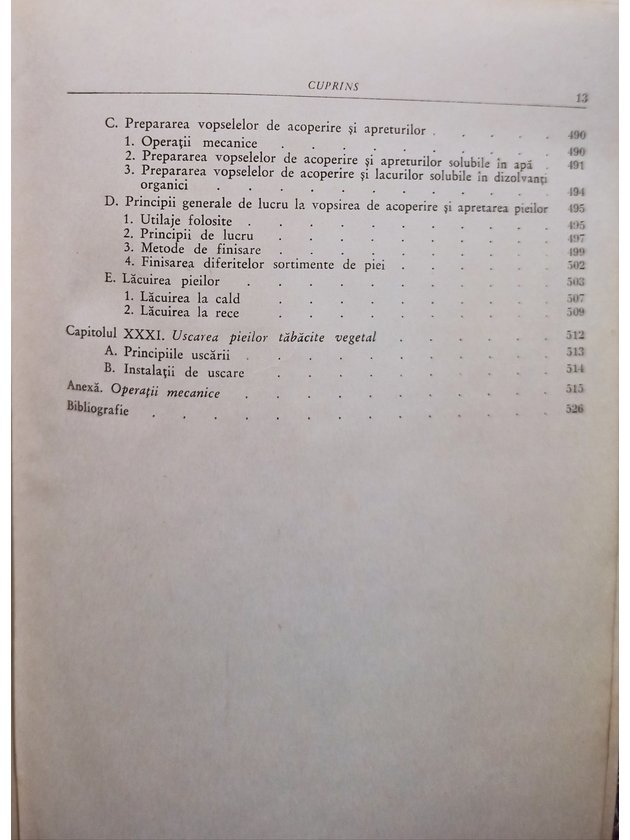 CUPRINS 13
C. Prepararea vopselelor de acoperire și apreturilor . . . . 490
1. Operații mecanice . . . . . . . . . 490
2. Prepararea vopselelor de acoperire și apreturilor solubile în apă . 491
3. Prepararea vopselelor de acoperire și lacurilor solubile în dizolvanți
organici . . . . . . . . . . . 494
D. Principii generale de lucru la vopsirea de acoperire și apretarea pieilor 495
1. Utilaje folosite . . . . . . . . . . 495
2. Principii de lucru . . . . . . . . . 497
3. Metode de finisare . . . . . . . . . 499
4. Finisarea diferitelor sortimente de piei . . . . . . 502
E. Lăcuirea pieilor . . . . . . . . . . 503
1. Lăcuirea la cald . . . . . . . . . 507
2. Lăcuirea la rece . . . . . . . . . 509
Capitolul XXXI. Uscarea pieilor tăbăcite vegetal . . . . . 512
A. Principiile uscării . . . . . . . . . 513
B. Instalații de uscare . . . . . . . . . 514
Anexă. Operații mecanice . . . . . . . . . . 515
Bibliografie . . . . . . . . . . . . . 526